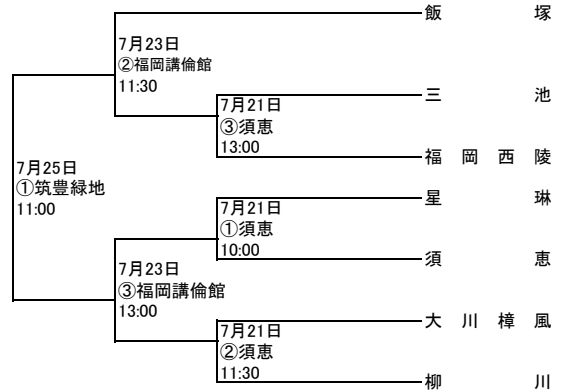 飯塚
7月23日
②福岡講倫館
11:30
三池
7月21日
③須恵
13:00
福岡西陵
7月25日
①筑豊緑地
11:00
星琳
7月21日
①須恵
10:00
須恵
7月23日
③福岡講倫館
13:00
大川樟風
7月21日
②須恵
11:30
柳川